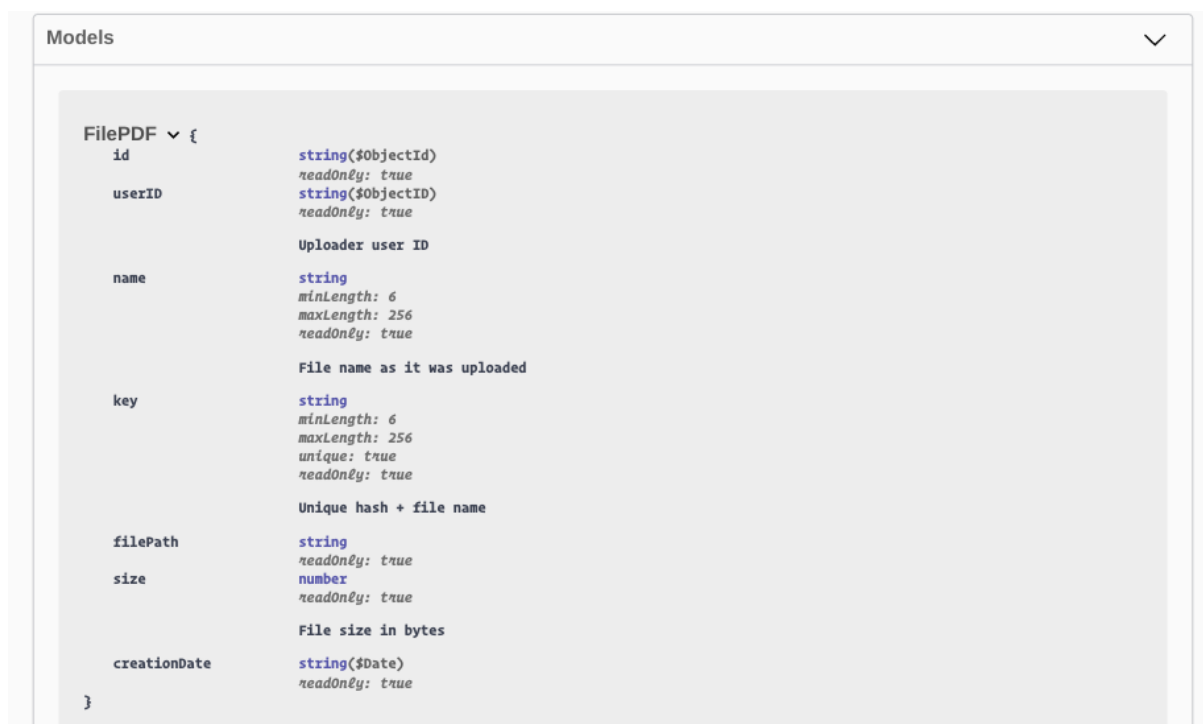 Models
FilePDF {
id string($ObjectId)
readOnly: true
userID string($ObjectID)
readOnly: true
Uploader user ID
name string
minLength: 6
maxLength: 256
readOnly: true
File name as it was uploaded
key string
minLength: 6
maxLength: 256
unique: true
readOnly: true
Unique hash + file name
filePath string
readOnly: true
size number
readOnly: true
File size in bytes
creationDate string($Date)
readOnly: true
}